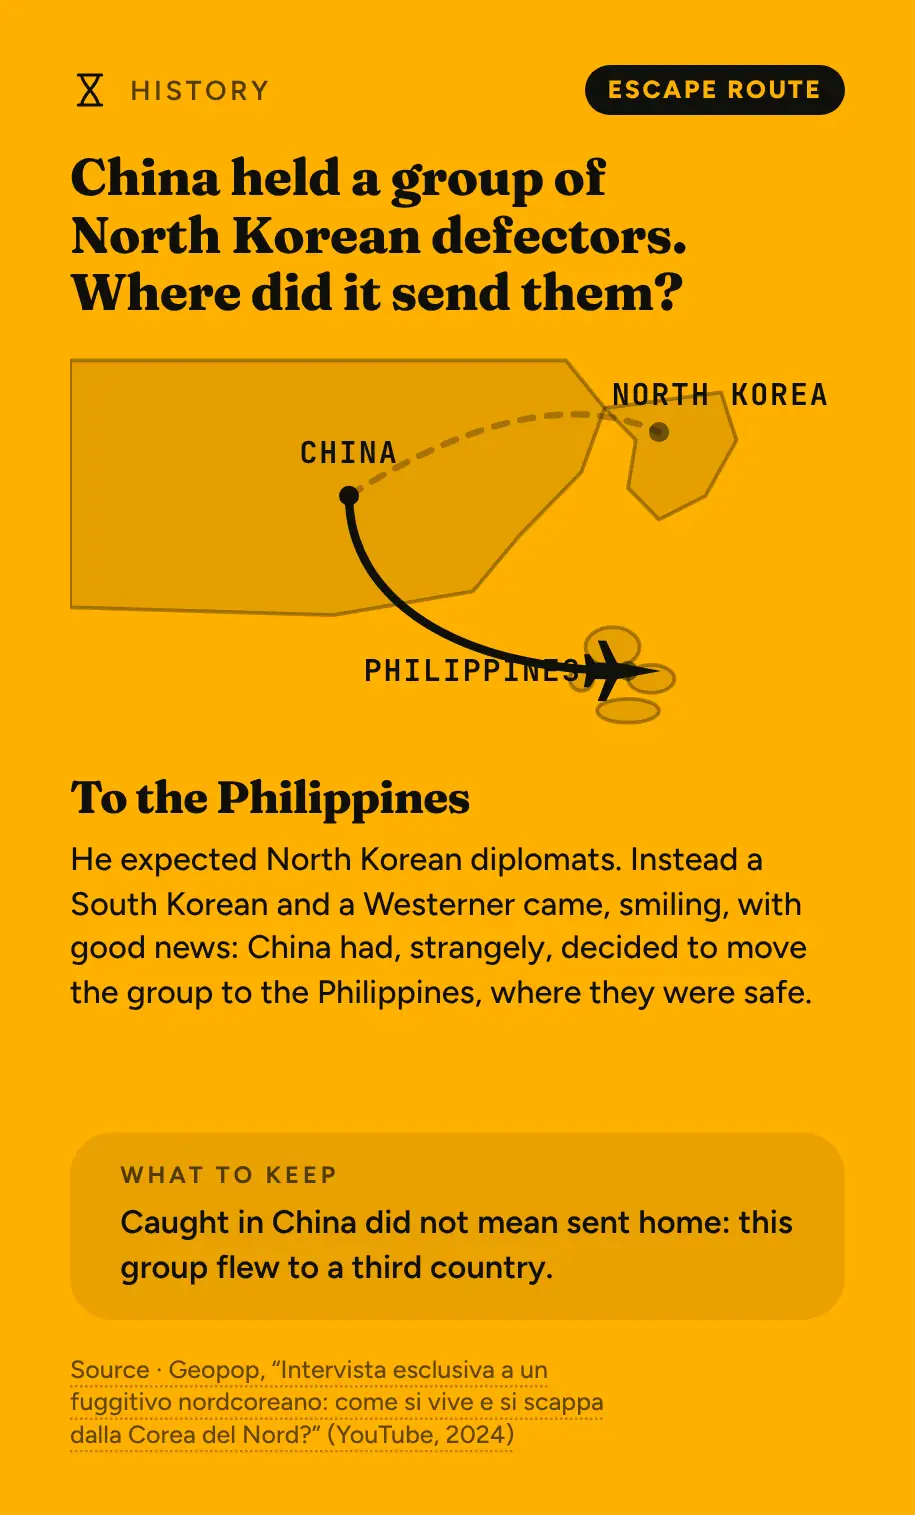 HISTORY
ESCAPE ROUTE
China held a group of
North Korean defectors.
Where did it send them?
NORTH KOREA
CHINA
PHILIPPINES
To the Philippines
He expected North Korean diplomats. Instead a
South Korean and a Westerner came, smiling, with
good news: China had, strangely, decided to move
the group to the Philippines, where they were safe.
WHAT TO KEEP
Caught in China did not mean sent home: this
group flew to a third country.
Source · Geopop, “Intervista esclusiva a un
fuggitivo nordcoreano: come si vive e si scappa
dalla Corea del Nord?” (YouTube, 2024)